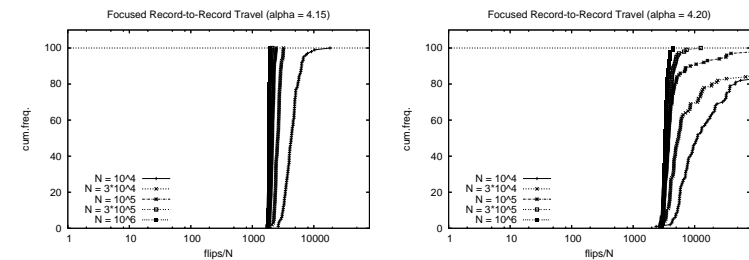 Focused Record-to-Record Travel (alpha = 4.15)
100
80
60
40
20
0
cum.freq.
N = 10^4
N = 3*10^4
N = 10^5
N = 3*10^5
N = 10^6
1 10 100 1000 10000
flips/N
Focused Record-to-Record Travel (alpha = 4.20)
100
80
60
40
20
0
cum.freq.
N = 10^4
N = 3*10^4
N = 10^5
N = 3*10^5
N = 10^6
1 10 100 1000 10000
flips/N